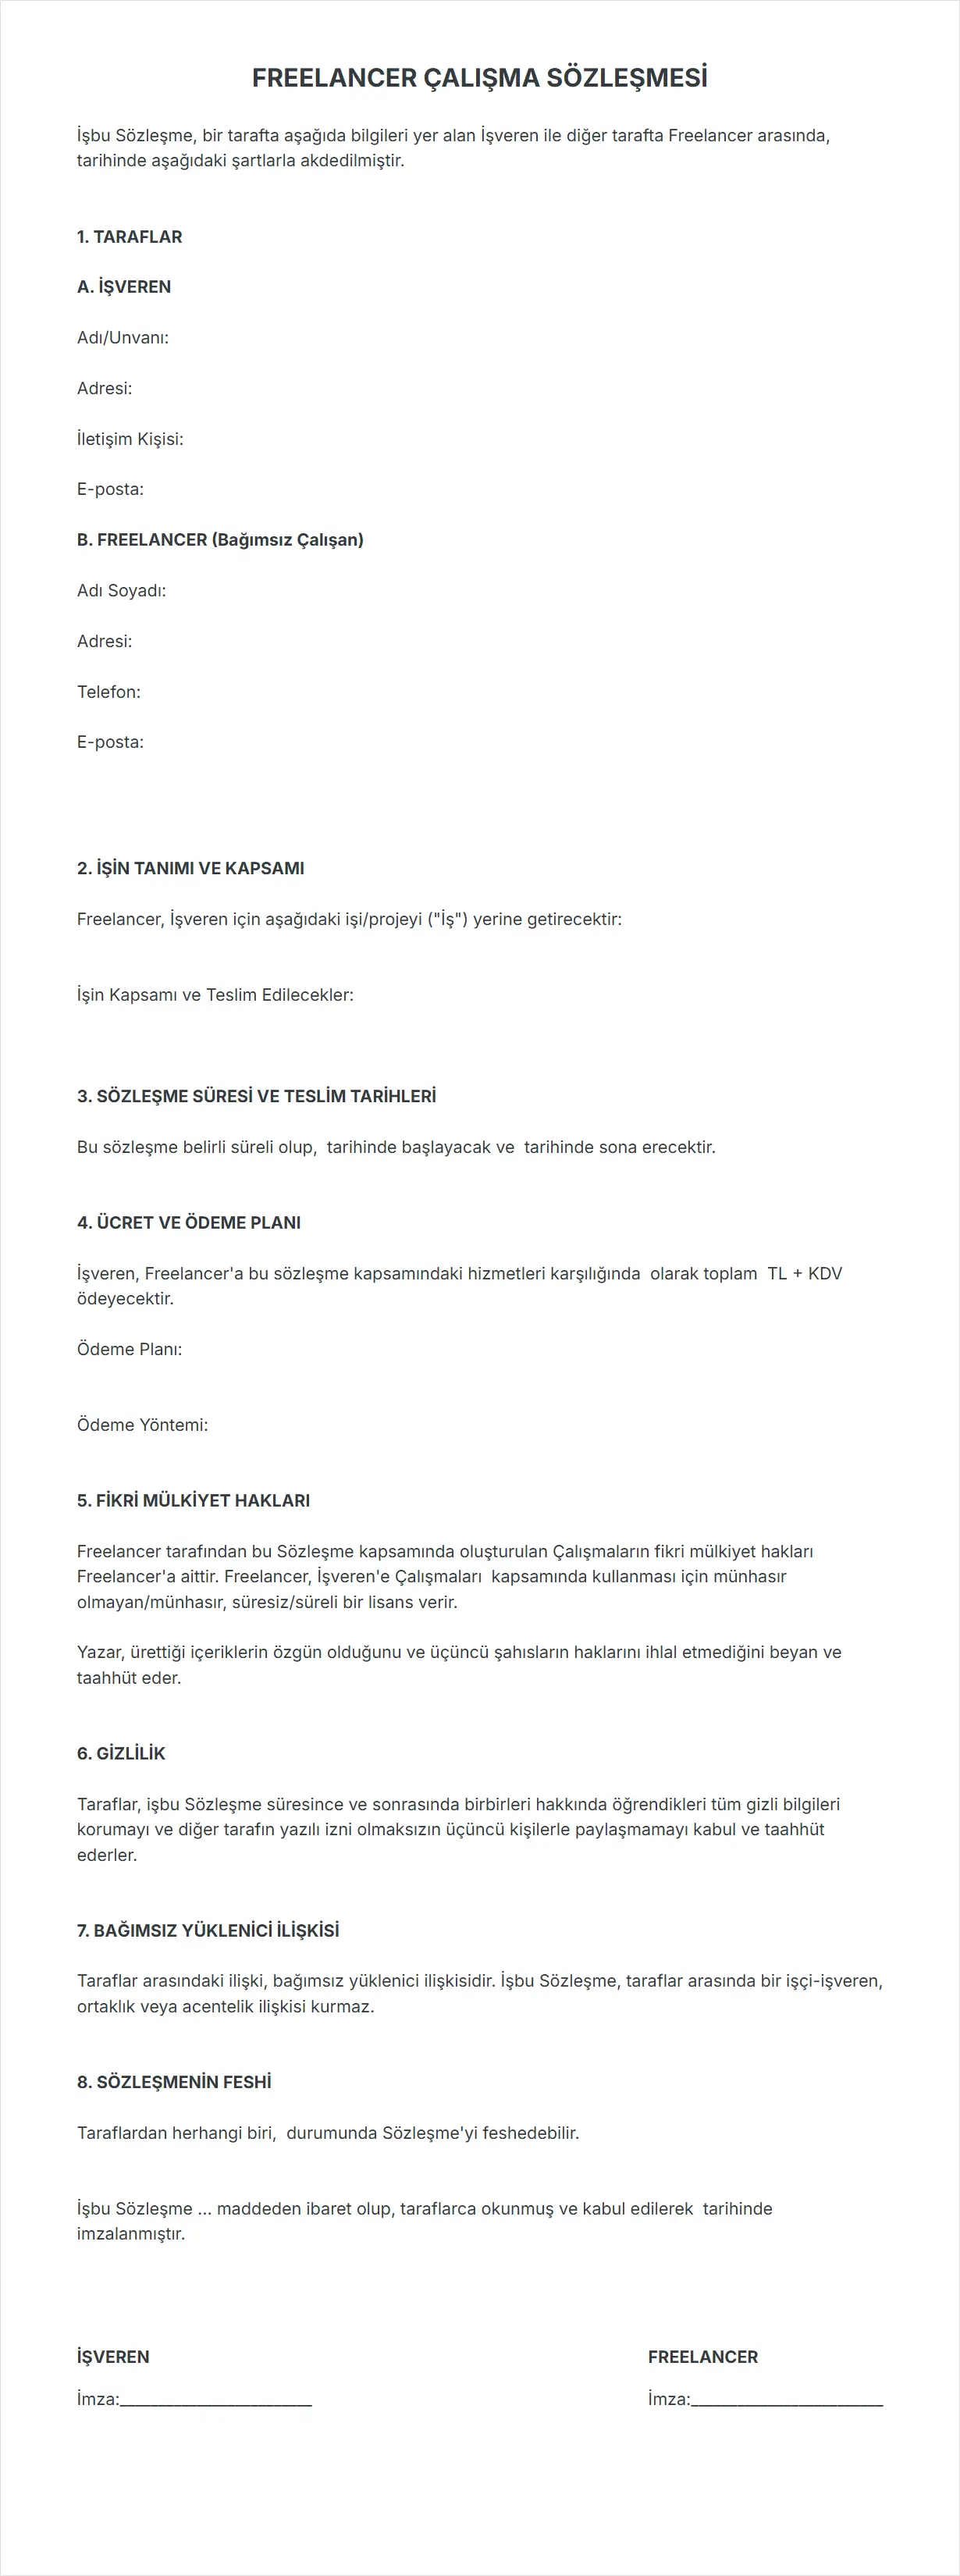 FREELANCER ÇALIŞMA SÖZLEŞMESİ
İşbu Sözleşme, bir tarafta aşağıda bilgileri yer alan İşveren ile diğer tarafta Freelancer arasında,
tarihinde aşağıdaki şartlarla akdedilmiştir.
1. TARAFLAR
A. İŞVEREN
Adı/Unvanı:
Adresi:
İletişim Kişisi:
E-posta:
B. FREELANCER (Bağımsız Çalışan)
Adı Soyadı:
Adresi:
Telefon:
E-posta:
2. İŞİN TANIMI VE KAPSAMI
Freelancer, İşveren için aşağıdaki işi/projeyi ("İş") yerine getirecektir:
İşin Kapsamı ve Teslim Edilecekler:
3. SÖZLEŞME SÜRESİ VE TESLİM TARİHLERİ
Bu sözleşme belirli süreli olup,  tarihinde başlayacak ve  tarihinde sona erecektir.
4. ÜCRET VE ÖDEME PLANI
İşveren, Freelancer'a bu sözleşme kapsamındaki hizmetleri karşılığında  olarak toplam  TL + KDV
ödeyecektir.
Ödeme Planı:
Ödeme Yöntemi:
5. FİKRİ MÜLKİYET HAKLARI
Freelancer tarafından bu Sözleşme kapsamında oluşturulan Çalışmaların fikri mülkiyet hakları
Freelancer'a aittir. Freelancer, İşveren'e Çalışmaları  kapsamında kullanması için münhasır
olmayan/münhasır, süresiz/süreli bir lisans verir.
Yazar, ürettiği içeriklerin özgün olduğunu ve üçüncü şahısların haklarını ihlal etmediğini beyan ve
taahhüt eder.
6. GİZLİLİK
Taraflar, işbu Sözleşme süresince ve sonrasında birbirleri hakkında öğrendikleri tüm gizli bilgileri
korumayı ve diğer tarafın yazılı izni olmaksızın üçüncü kişilerle paylaşmamayı kabul ve taahhüt
ederler.
7. BAĞIMSIZ YÜKLENİCİ İLİŞKİSİ
Taraflar arasındaki ilişki, bağımsız yüklenici ilişkisidir. İşbu Sözleşme, taraflar arasında bir işçi-işveren,
ortaklık veya acentelik ilişkisi kurmaz.
8. SÖZLEŞMENİN FESHİ
Taraflardan herhangi biri,  durumunda Sözleşme'yi feshedebilir.
İşbu Sözleşme ... maddeden ibaret olup, taraflarca okunmuş ve kabul edilerek  tarihinde
imzalanmıştır.
İŞVEREN
İmza:______________________
FREELANCER
İmza:______________________